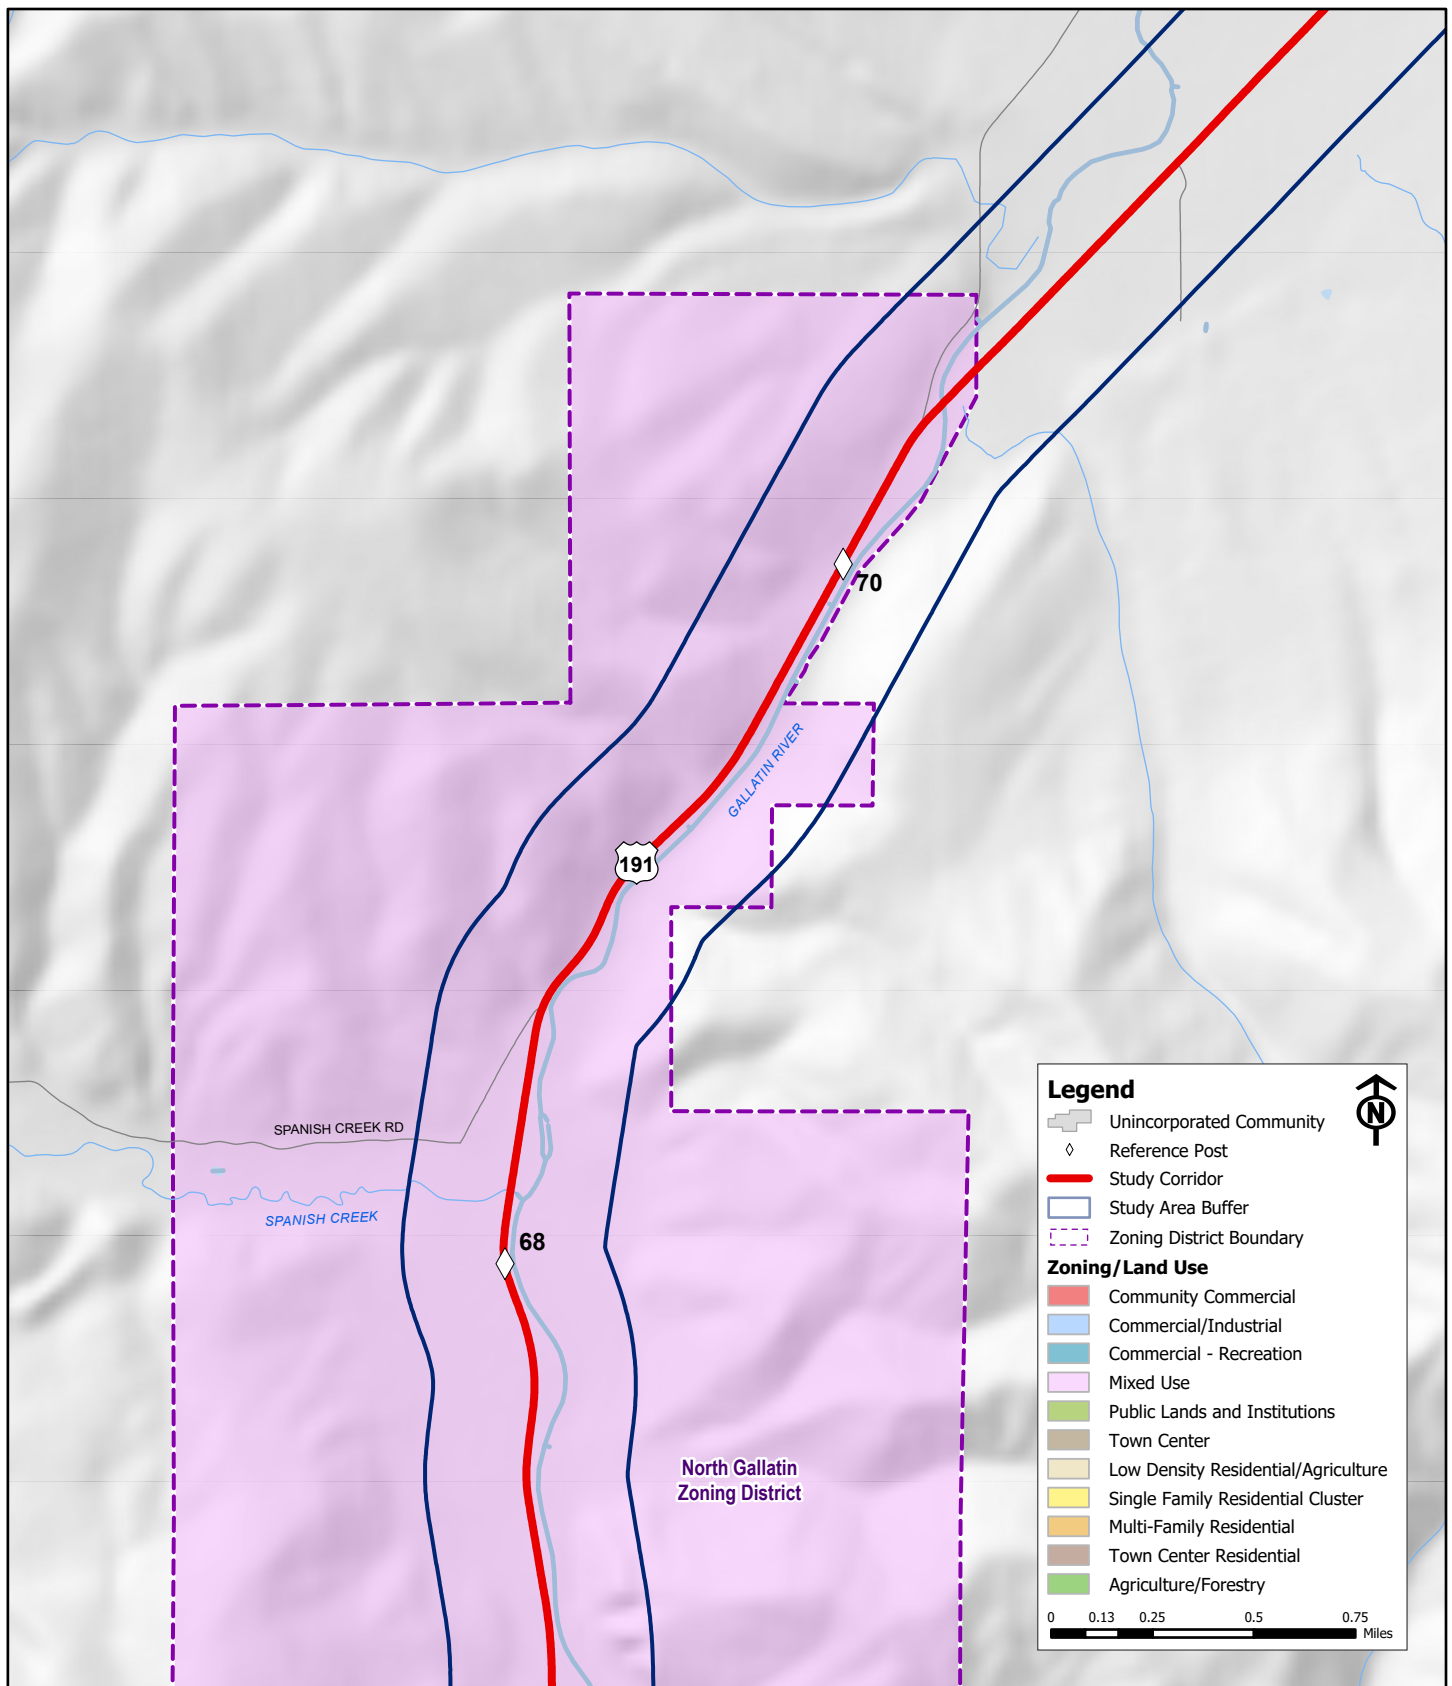 70
GALLATIN RIVER
191
SPANISH CREEK RD
SPANISH CREEK
68
North Gallatin
Zoning District
Legend
N
Unincorporated Community
Reference Post
Study Corridor
Study Area Buffer
Zoning District Boundary
Zoning/Land Use
Community Commercial
Commercial/Industrial
Commercial - Recreation
Mixed Use
Public Lands and Institutions
Town Center
Low Density Residential/Agriculture
Single Family Residential Cluster
Multi-Family Residential
Town Center Residential
Agriculture/Forestry
0 0.13 0.25 0.5 0.75
Miles